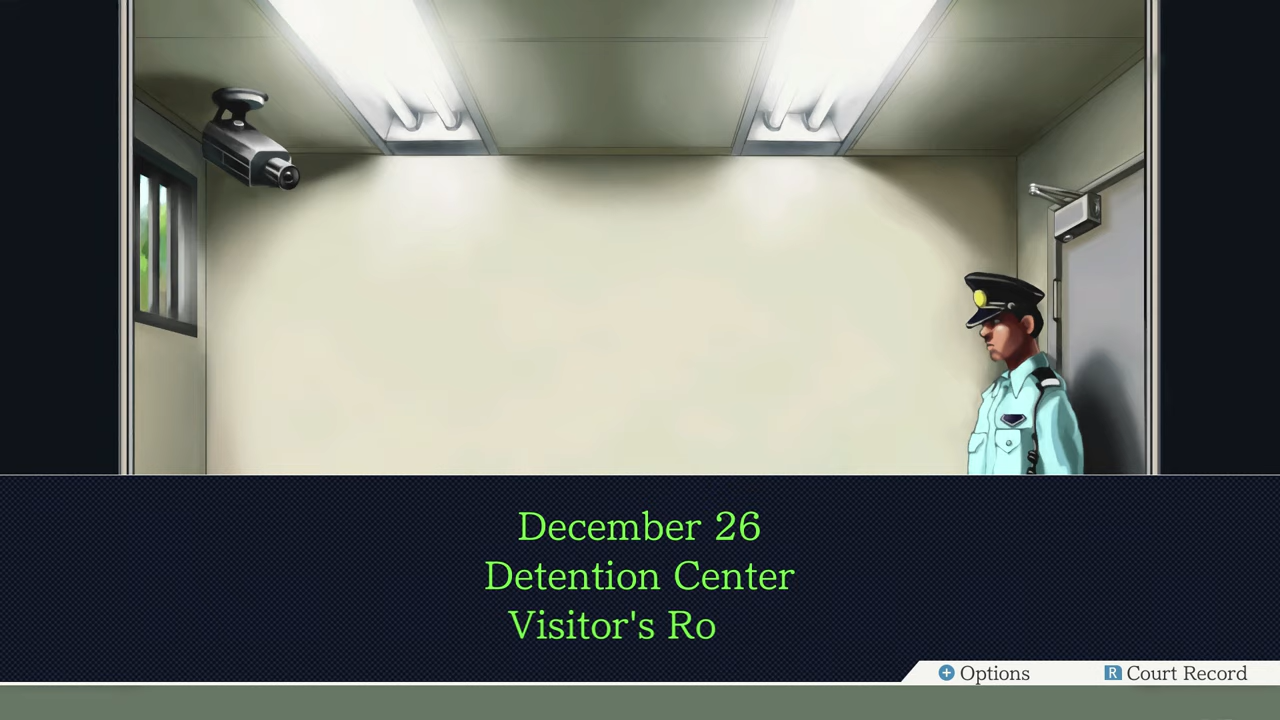 December 26
Detention Center
Visitor's Ro
+ Options
R Court Record